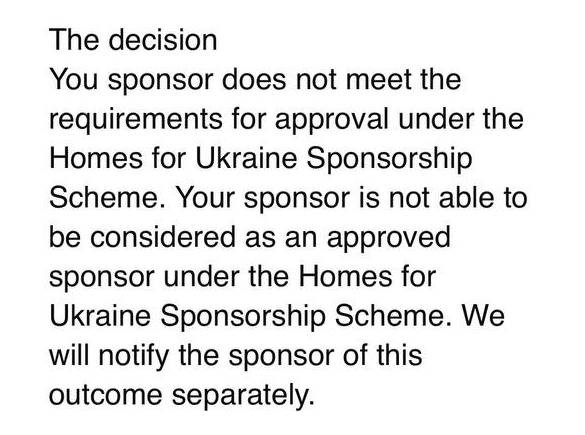 The decision
You sponsor does not meet the
requirements for approval under the
Homes for Ukraine Sponsorship
Scheme. Your sponsor is not able to
be considered as an approved
sponsor under the Homes for
Ukraine Sponsorship Scheme. We
will notify the sponsor of this
outcome separately.